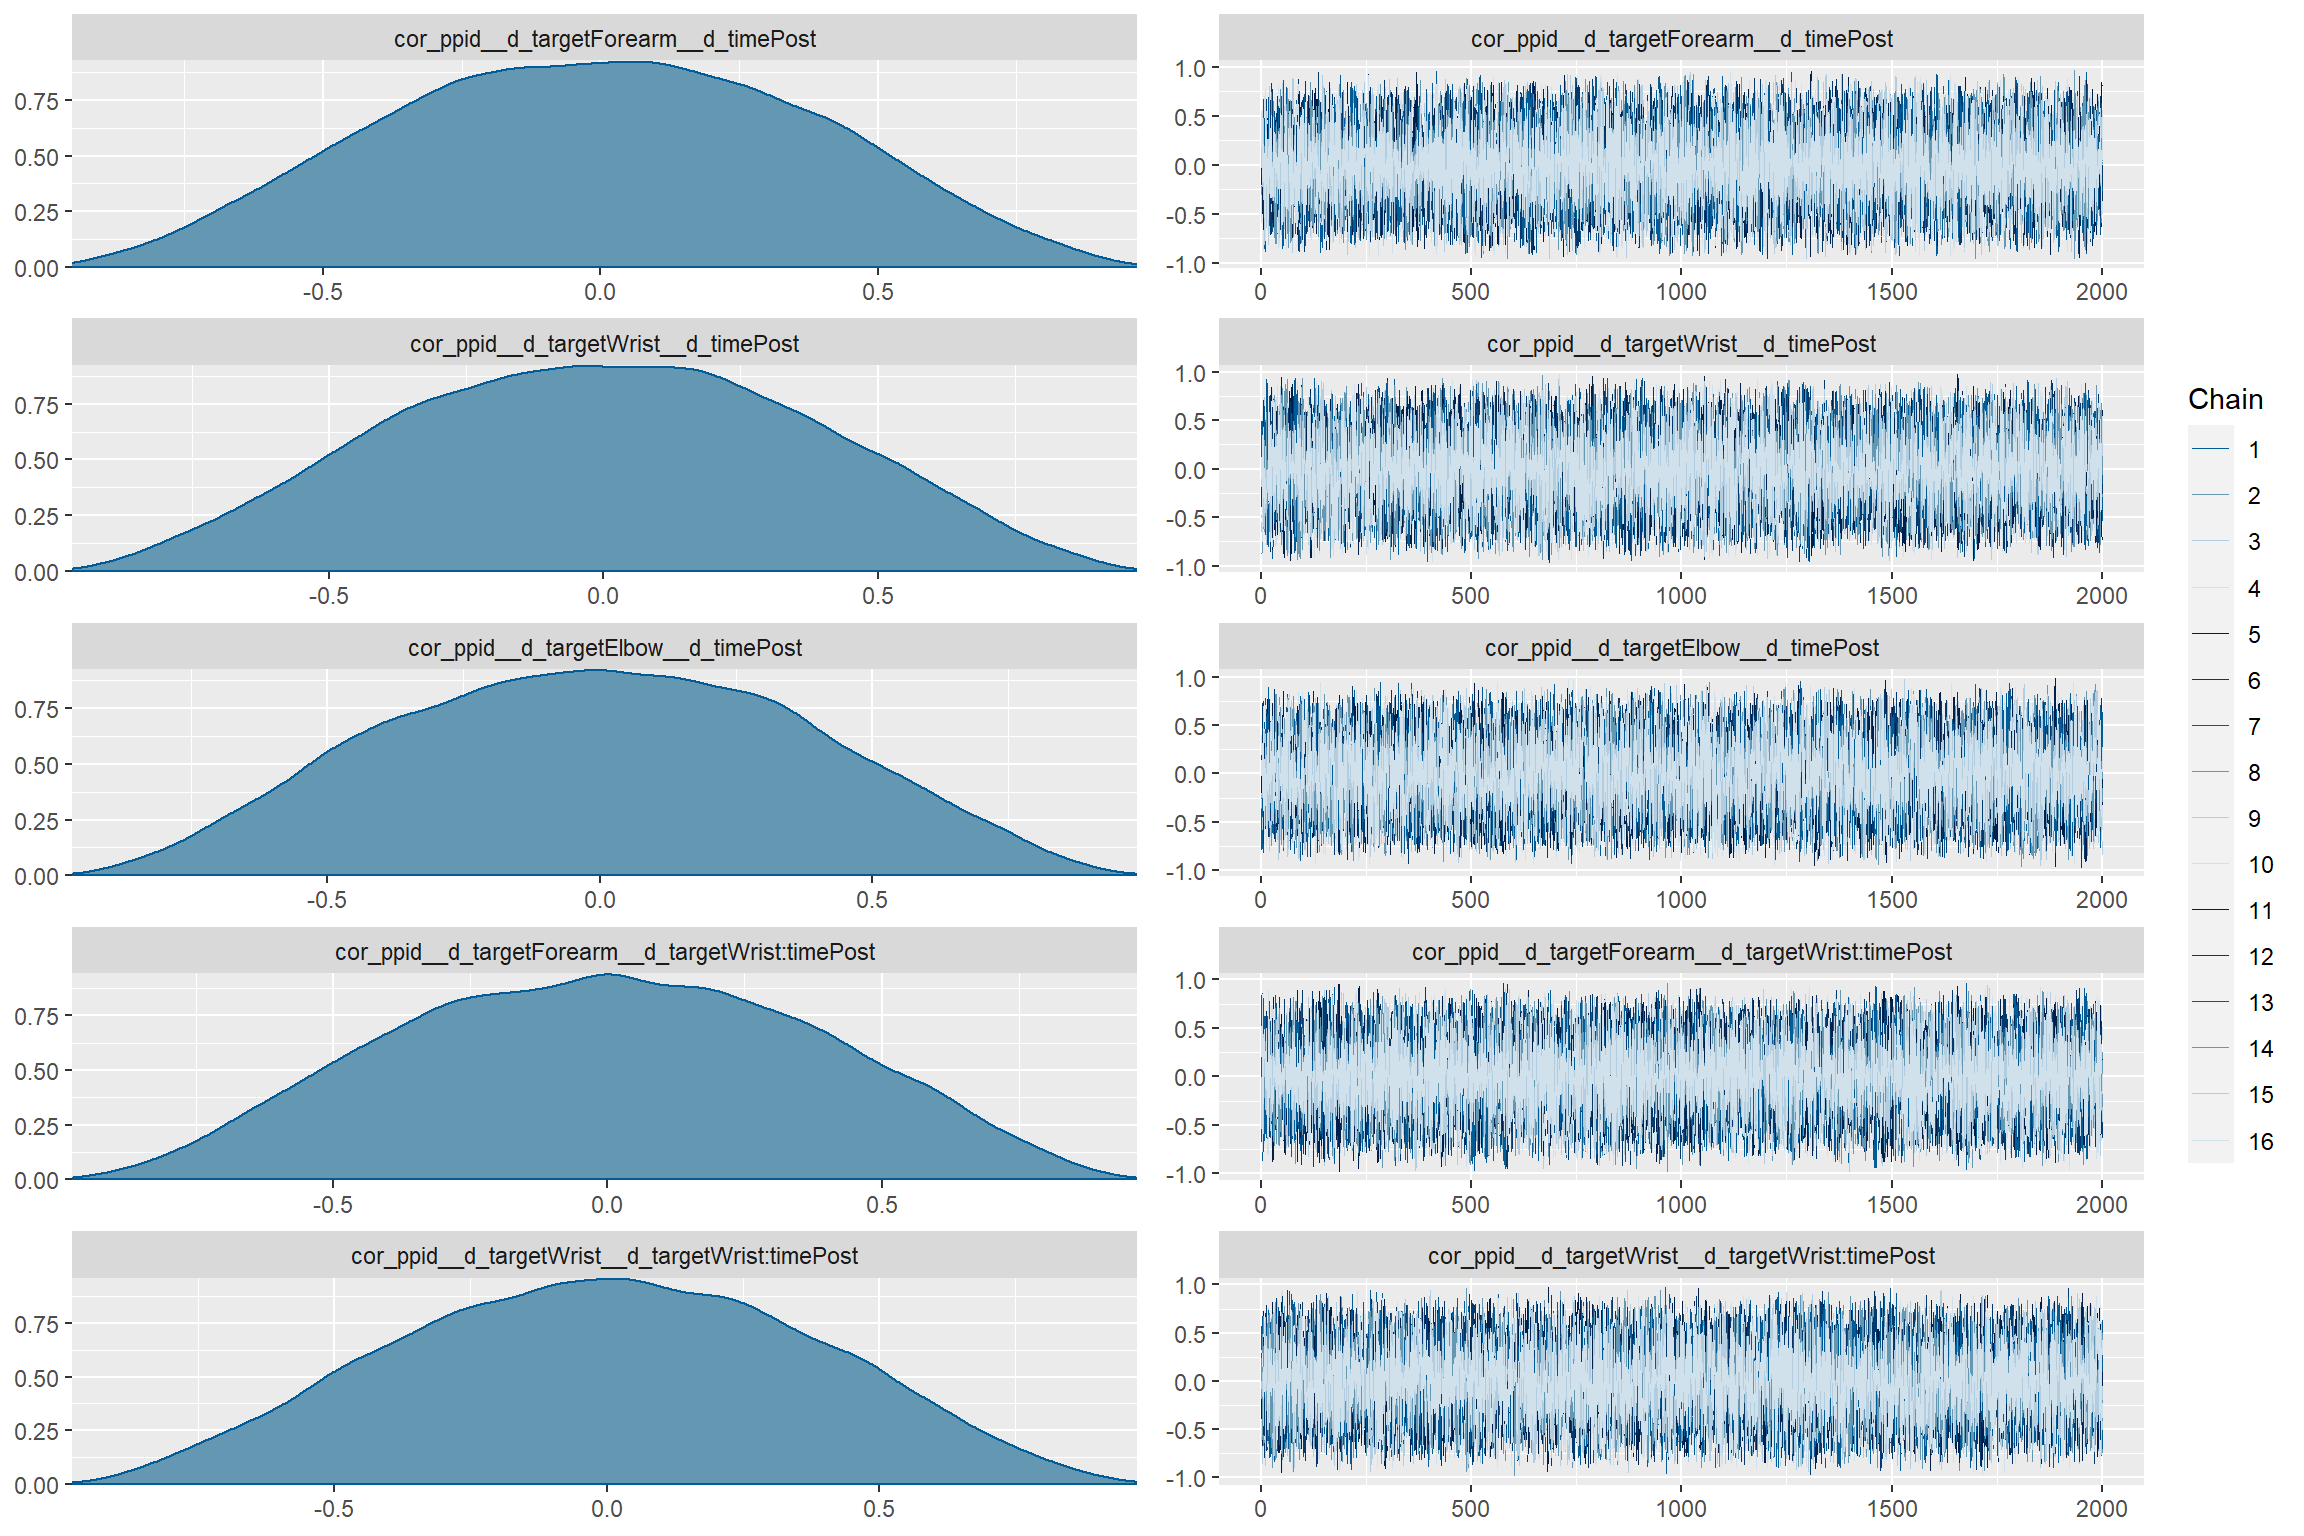 cor_ppid__d_targetForearm__d_timePost
0.75
0.50
0.25
0.00
-0.5 0.0 0.5
cor_ppid__d_targetForearm__d_timePost
1.0
0.5
0.0
-0.5
-1.0
0 500 1000 1500 2000
cor_ppid__d_targetWrist__d_timePost
0.75
0.50
0.25
0.00
-0.5 0.0 0.5
cor_ppid__d_targetWrist__d_timePost
1.0
0.5
0.0
-0.5
-1.0
0 500 1000 1500 2000
cor_ppid__d_targetElbow__d_timePost
0.75
0.50
0.25
0.00
-0.5 0.0 0.5
cor_ppid__d_targetElbow__d_timePost
1.0
0.5
0.0
-0.5
-1.0
0 500 1000 1500 2000
cor_ppid__d_targetForearm__d_targetWrist:timePost
0.75
0.50
0.25
0.00
-0.5 0.0 0.5
cor_ppid__d_targetForearm__d_targetWrist:timePost
1.0
0.5
0.0
-0.5
-1.0
0 500 1000 1500 2000
cor_ppid__d_targetWrist__d_targetWrist:timePost
0.75
0.50
0.25
0.00
-0.5 0.0 0.5
cor_ppid__d_targetWrist__d_targetWrist:timePost
1.0
0.5
0.0
-0.5
-1.0
0 500 1000 1500 2000
Chain
1
2
3
4
5
6
7
8
9
10
11
12
13
14
15
16